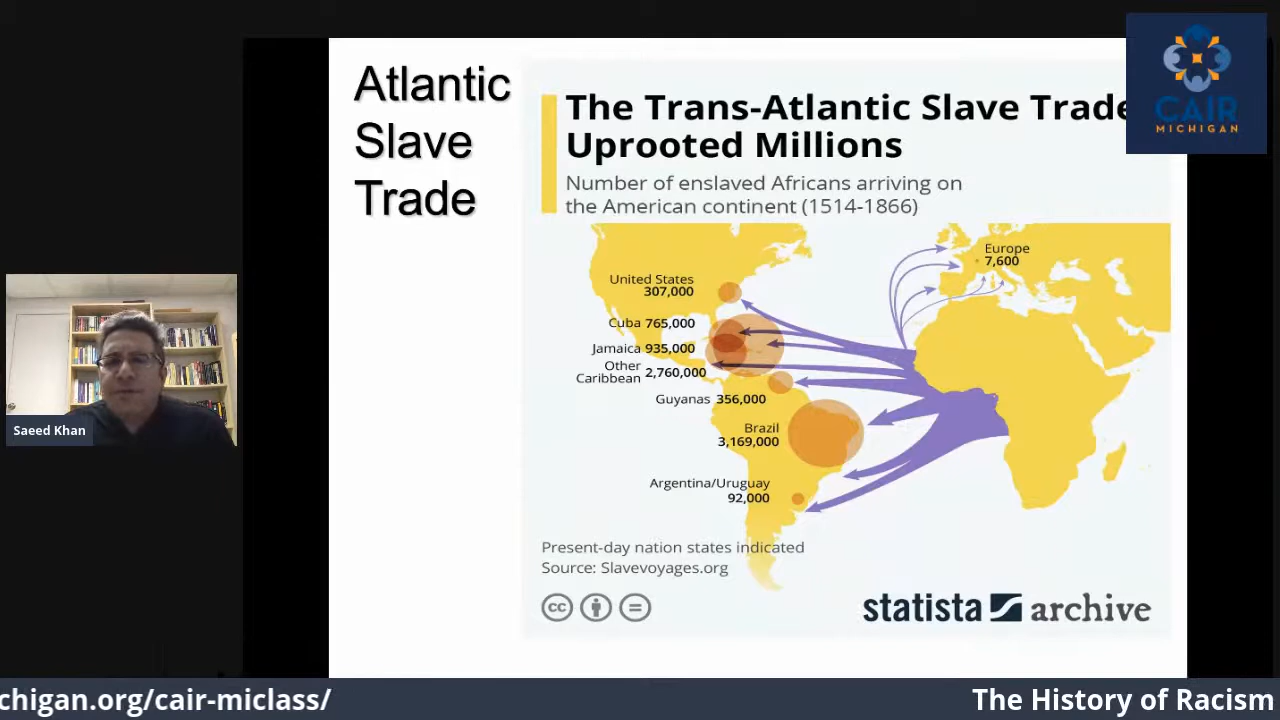 Atlantic
Slave
Trade
The Trans-Atlantic Slave Trade
Uprooted Millions
Number of enslaved Africans arriving on
the American continent (1514-1866)
CAIR
MICHIGAN
Europe
7,600
United States
307,000
Cuba 765,000
Jamaica 935,000
Other
Caribbean 2,760,000
Guyanas 356,000
Brazil
3,169,000
Argentina/Uruguay
92,000
Present-day nation states indicated
Source: Slavevoyages.org
cc
statista archive
Saeed Khan
chigan.org/cair-miclass/
The History of Racism